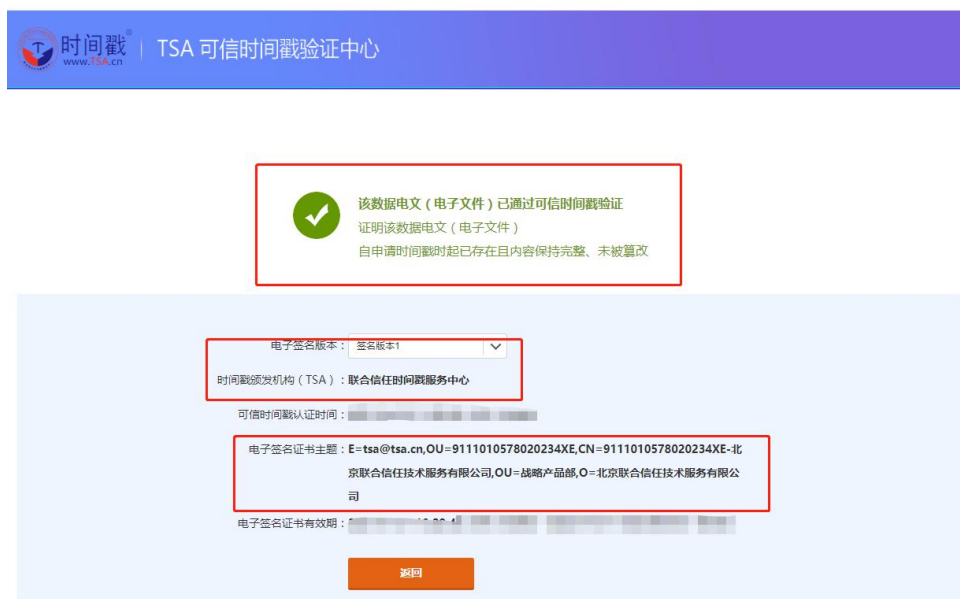 时间戳®
www.TSA.cn
TSA 可信时间戳验证中心
该数据电文（电子文件）已通过可信时间戳验证
证明该数据电文（电子文件）
自申请时间戳时起已存在且内容保持完整、未被篡改
电子签名版本： 签名版本1
时间戳颁发机构（TSA）：联合信任时间戳服务中心
可信时间戳认证时间：
电子签名证书主题：E=tsa@tsa.cn,OU=9111010578020234XE,CN=9111010578020234XE-北
京联合信任技术服务有限公司,OU=战略产品部,O=北京联合信任技术服务有限公
司
电子签名证书有效期：
返回